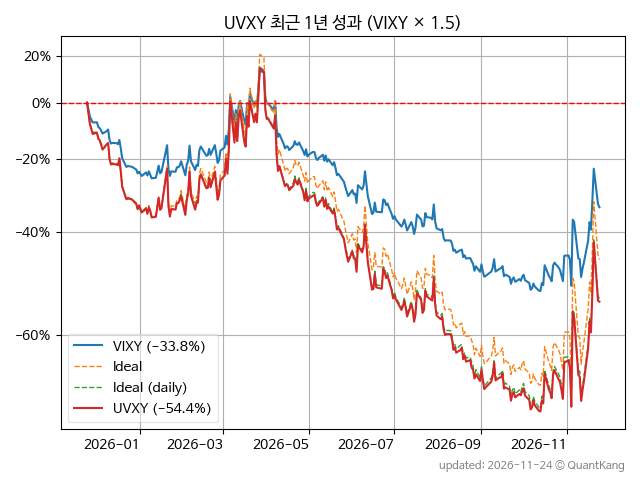 UVXY 최근 1년 성과 (VIXY × 1.5)
20%
0%
−20%
−40%
−60%
VIXY (−33.8%)
Ideal
Ideal (daily)
UVXY (−54.4%)
2026-01
2026-03
2026-05
2026-07
2026-09
2026-11
updated: 2026-11-24 © QuantKang